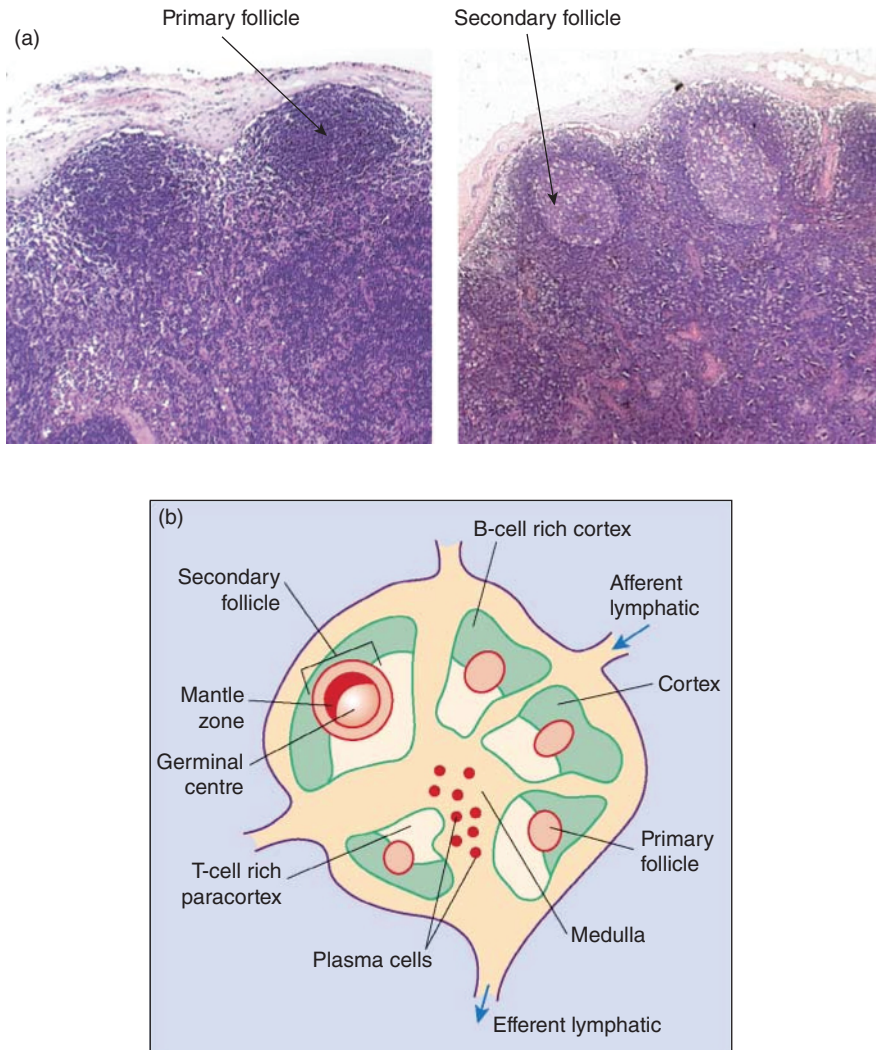 (a)
Primary follicle
Secondary follicle
(b)
B-cell rich cortex
Secondary
follicle
Afferent
lymphatic
Mantle
zone
Cortex
Germinal
centre
T-cell rich
paracortex
Primary
follicle
Plasma cells
Medulla
Efferent lymphatic